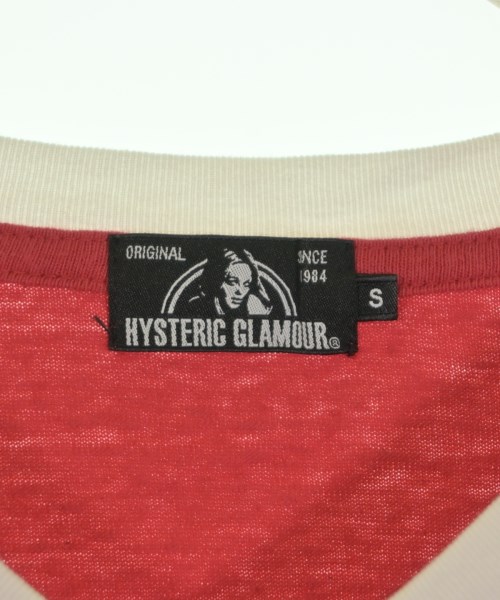 ORIGINAL
SINCE
1984
HYSTERIC GLAMOUR®
S